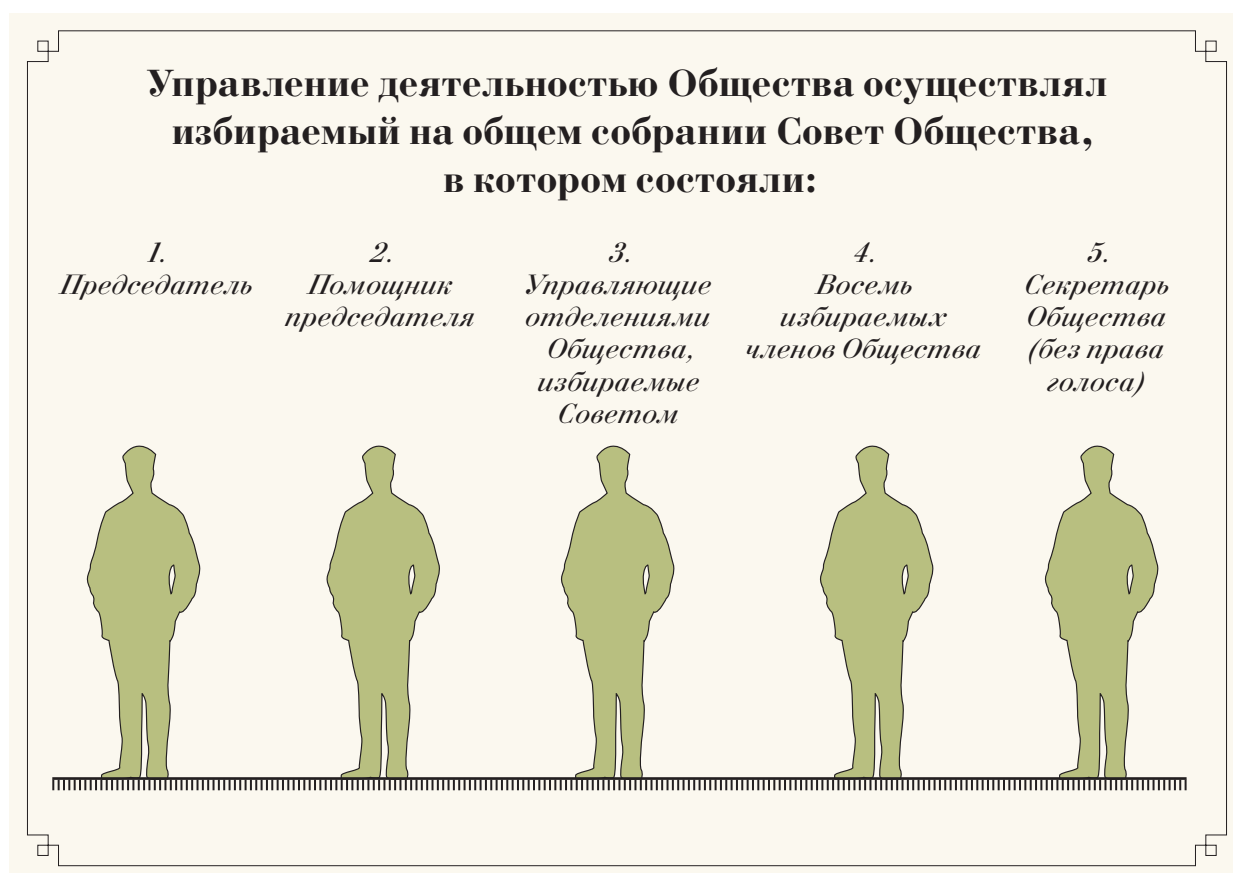 Управление деятельностью Общества осуществлял
избираемый на общем собрании Совет Общества,
в котором состояли:
1.
Председатель
2.
Помощник
председателя
3.
Управляющие
отделениями
Общества,
избираемые
Советом
4.
Восемь
избираемых
членов Общества
5.
Секретарь
Общества
(без права
голоса)